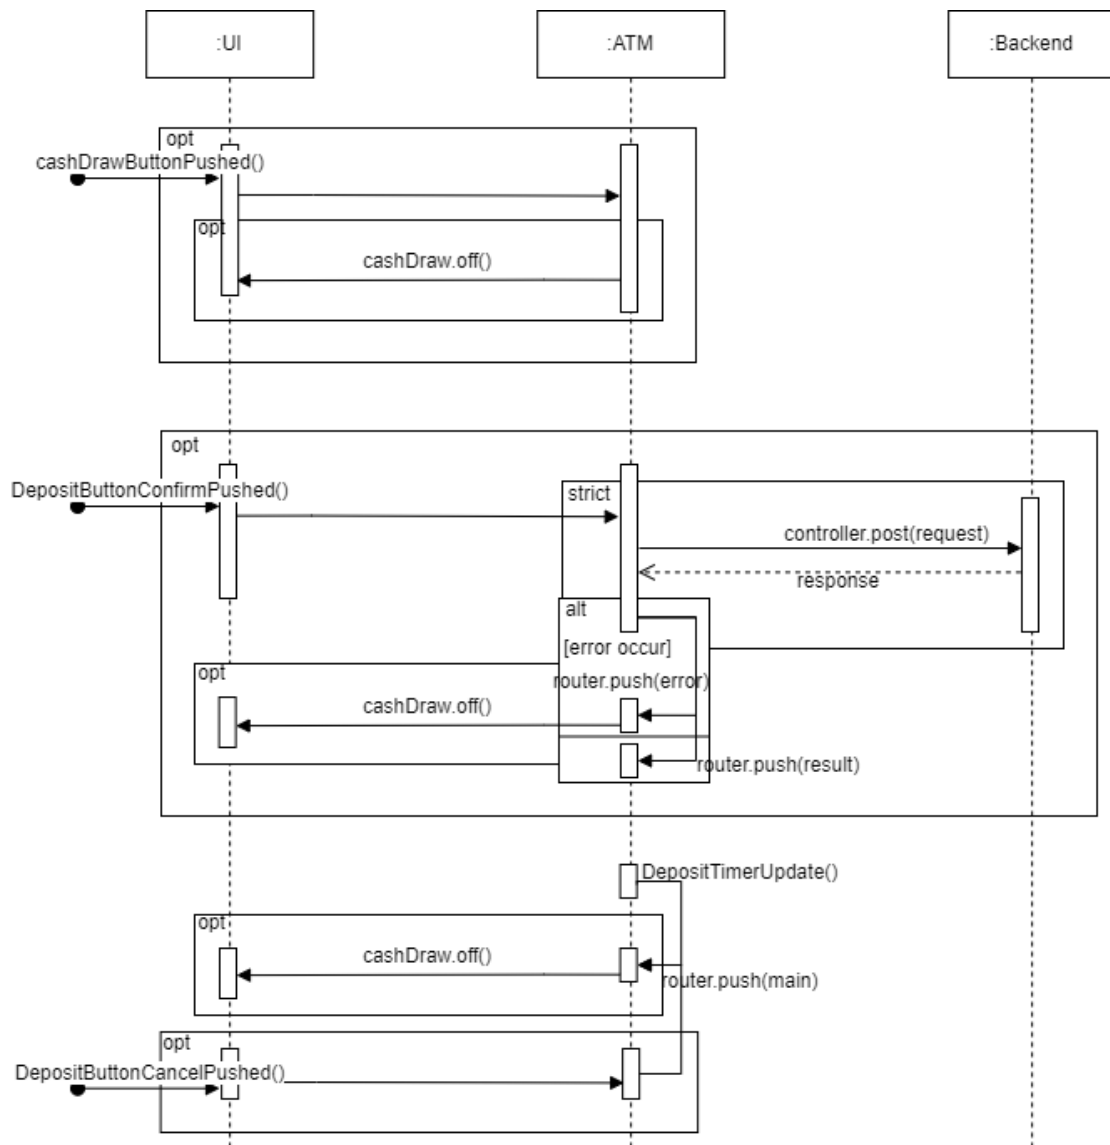 :UI
:ATM
:Backend
opt
cashDrawButtonPushed()
opt
cashDraw.off()
opt
DepositButtonConfirmPushed()
strict
controller.post(request)
response
alt
[error occur]
opt
router.push(error)
cashDraw.off()
router.push(result)
DepositTimerUpdate()
opt
cashDraw.off()
router.push(main)
opt
DepositButtonCancelPushed()